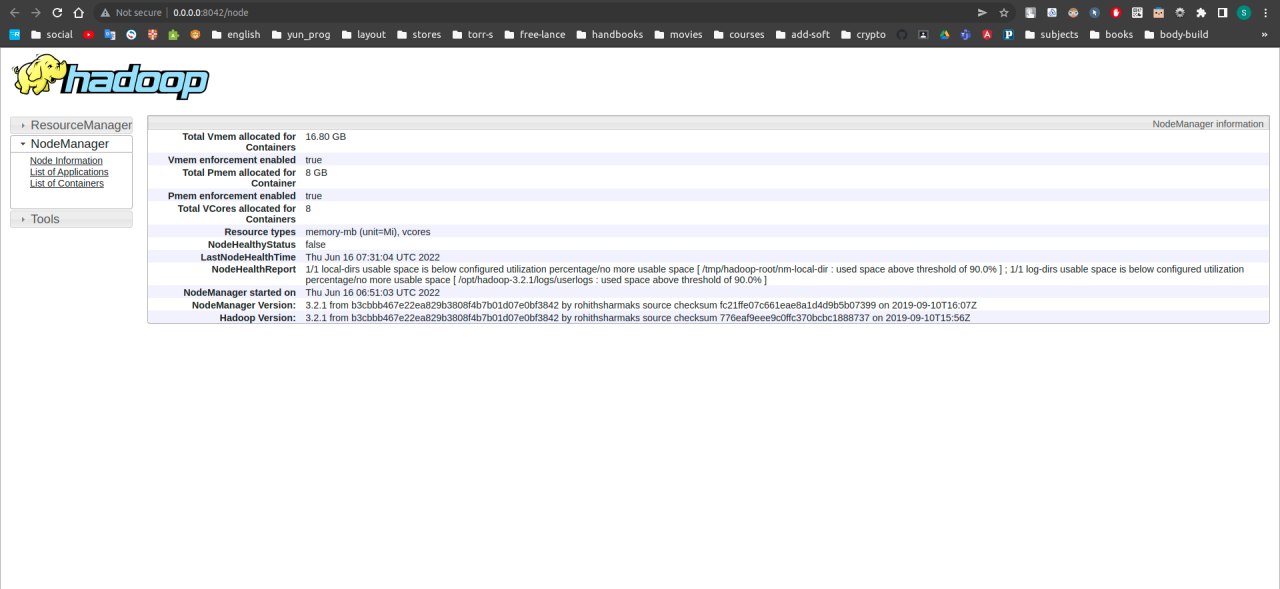 Not secure | 0.0.0.0:8042/node
social english yun_prog layout stores torr-s free-lance handbooks movies courses add-soft crypto subjects books body-build »
hadoop
ResourceManager
NodeManager
Node Information
List of Applications
List of Containers
Tools
NodeManager information
Total Vmem allocated for Containers 16.80 GB
Vmem enforcement enabled true
Total Pmem allocated for Container 8 GB
Pmem enforcement enabled true
Total VCores allocated for Containers 8
Resource types memory-mb (unit=Mi), vcores
NodeHealthyStatus false
LastNodeHealthTime Thu Jun 16 07:31:04 UTC 2022
NodeHealthReport 1/1 local-dirs usable space is below configured utilization percentage/no more usable space [ /tmp/hadoop-root/nm-local-dir : used space above threshold of 90.0% ] ; 1/1 log-dirs usable space is below configured utilization
percentage/no more usable space [ /opt/hadoop-3.2.1/logs/userlogs : used space above threshold of 90.0% ]
NodeManager started on Thu Jun 16 06:51:03 UTC 2022
NodeManager Version: 3.2.1 from b3cbbb467e22ea829b3808f4b7b01d07e0bf3842 by rohithsharmaks source checksum fc21ffe07c661eae8a1d4d9b5b07399 on 2019-09-10T16:07Z
Hadoop Version: 3.2.1 from b3cbbb467e22ea829b3808f4b7b01d07e0bf3842 by rohithsharmaks source checksum 776eaf9eee9c0ffc370bcbc1888737 on 2019-09-10T15:56Z